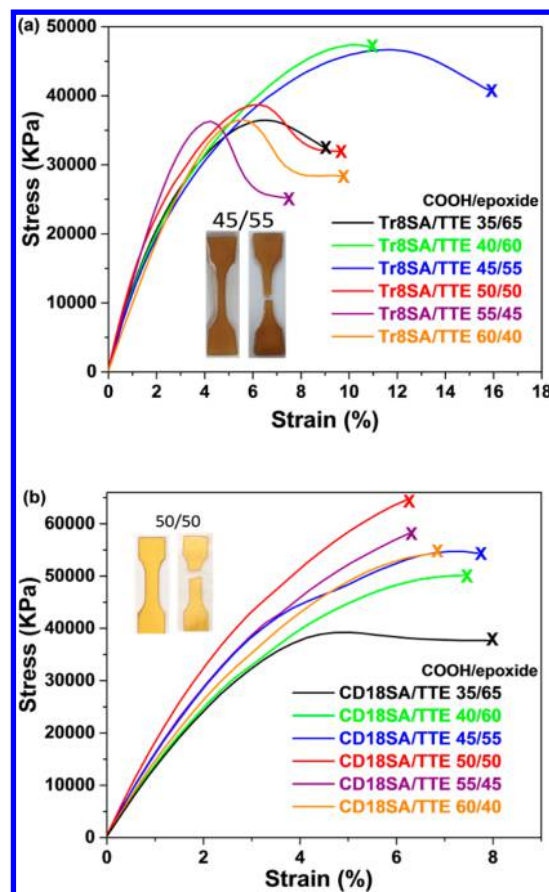 (a)
50000
40000
30000
20000
10000
0
Stress (KPa)
X X X X X X
COOH/epoxide
45/55
Tr8SA/TTE 35/65
Tr8SA/TTE 40/60
Tr8SA/TTE 45/55
Tr8SA/TTE 50/50
Tr8SA/TTE 55/45
Tr8SA/TTE 60/40
0 2 4 6 8 10 12 14 16 18
Strain (%)
(b)
60000
50000
40000
30000
20000
10000
0
Stress (KPa)
50/50
X X X X X X
COOH/epoxide
CD18SA/TTE 35/65
CD18SA/TTE 40/60
CD18SA/TTE 45/55
CD18SA/TTE 50/50
CD18SA/TTE 55/45
CD18SA/TTE 60/40
0 2 4 6 8
Strain (%)